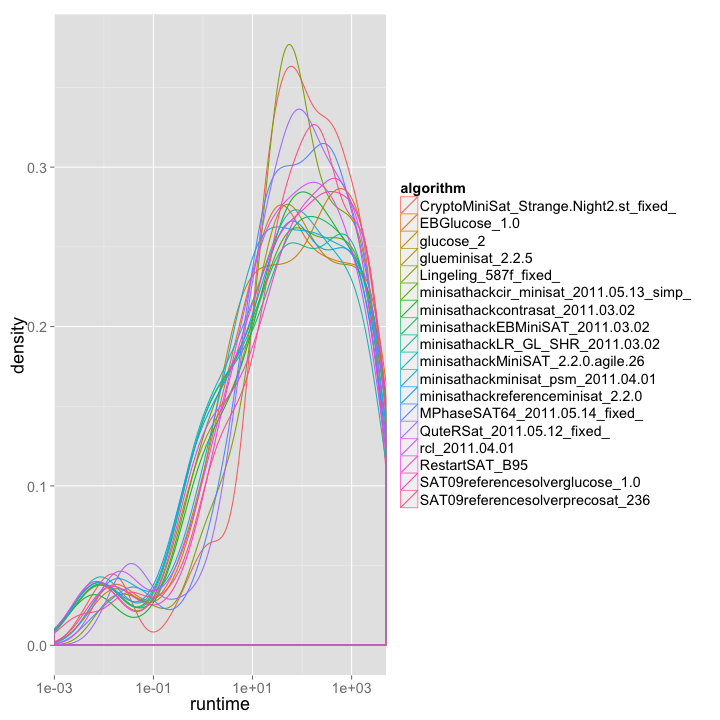 density
0.3
0.2
0.1
0.0
1e-03
1e-01
1e+01
1e+03
runtime
algorithm
CryptoMiniSat_Strange.Night2.st_fixed_
EBGlucose_1.0
glucose_2
glueminisat_2.2.5
Lingeling_587f_fixed_
minisathackcir_minisat_2011.05.13_simp_
minisathackcontrasat_2011.03.02
minisathackEBMiniSAT_2011.03.02
minisathackLR_GL_SHR_2011.03.02
minisathackMiniSAT_2.2.0.agile.26
minisathackminisat_psm_2011.04.01
minisathackreferenceminisat_2.2.0
MPhaseSAT64_2011.05.14_fixed_
QuteRSat_2011.05.12_fixed_
rcl_2011.04.01
RestartSAT_B95
SAT09referencesolverglucose_1.0
SAT09referencesolverprecosat_236